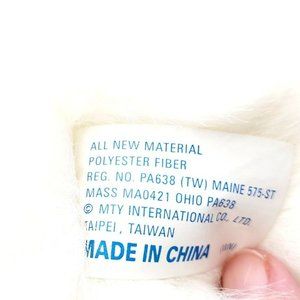 ALL NEW MATERIAL
POLYESTER FIBER
REG. NO. PA638 (TW) MAINE 575-ST
MASS MA0421 OHIO PA638
© MTY INTERNATIONAL CO., LTD.
TAIPEI, TAIWAN
MADE IN CHINA